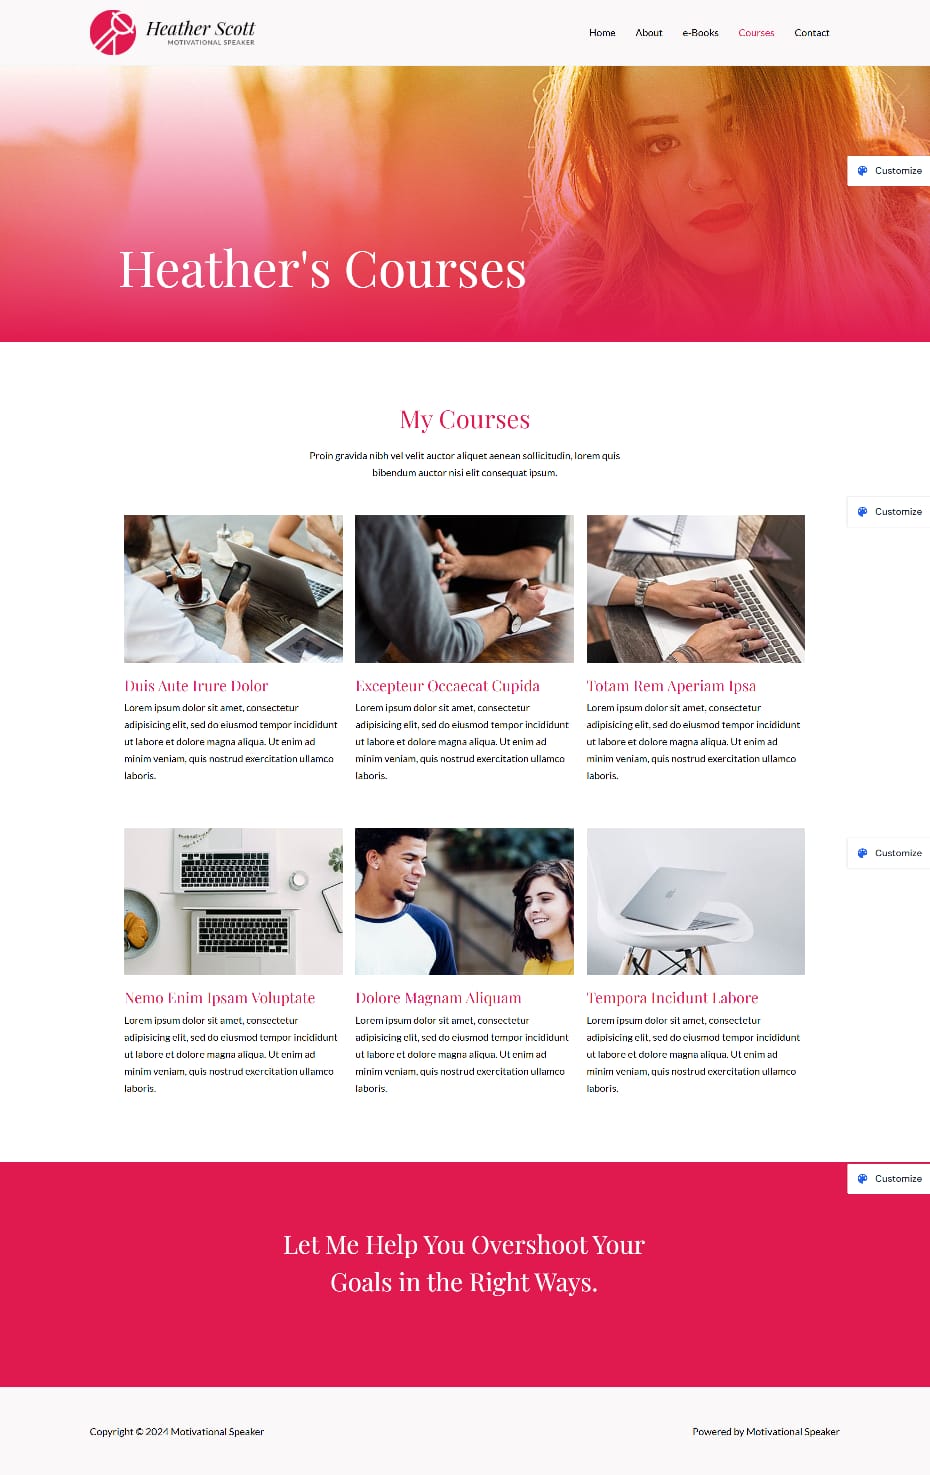 Heather Scott
MOTIVATIONAL SPEAKER
Home About e-Books Courses Contact
Customize
Heather's Courses
My Courses
Proin gravida nibh vel velit auctor aliquet aenean sollicitudin, lorem quis
bibendum auctor nisi elit consequat ipsum.
Customize
Duis Aute Irure Dolor
Lorem ipsum dolor sit amet, consectetur
adipisicing elit, sed do eiusmod tempor incididunt
ut labore et dolore magna aliqua. Ut enim ad
minim veniam, quis nostrud exercitation ullamco
laboris.
Excepteur Occaecat Cupida
Lorem ipsum dolor sit amet, consectetur
adipisicing elit, sed do eiusmod tempor incididunt
ut labore et dolore magna aliqua. Ut enim ad
minim veniam, quis nostrud exercitation ullamco
laboris.
Totam Rem Aperiam Ipsa
Lorem ipsum dolor sit amet, consectetur
adipisicing elit, sed do eiusmod tempor incididunt
ut labore et dolore magna aliqua. Ut enim ad
minim veniam, quis nostrud exercitation ullamco
laboris.
Customize
Nemo Enim Ipsam Voluptate
Lorem ipsum dolor sit amet, consectetur
adipisicing elit, sed do eiusmod tempor incididunt
ut labore et dolore magna aliqua. Ut enim ad
minim veniam, quis nostrud exercitation ullamco
laboris.
Dolore Magnam Aliquam
Lorem ipsum dolor sit amet, consectetur
adipisicing elit, sed do eiusmod tempor incididunt
ut labore et dolore magna aliqua. Ut enim ad
minim veniam, quis nostrud exercitation ullamco
laboris.
Tempora Incidunt Labore
Lorem ipsum dolor sit amet, consectetur
adipisicing elit, sed do eiusmod tempor incididunt
ut labore et dolore magna aliqua. Ut enim ad
minim veniam, quis nostrud exercitation ullamco
laboris.
Customize
Let Me Help You Overshoot Your
Goals in the Right Ways.
Copyright © 2024 Motivational Speaker
Powered by Motivational Speaker